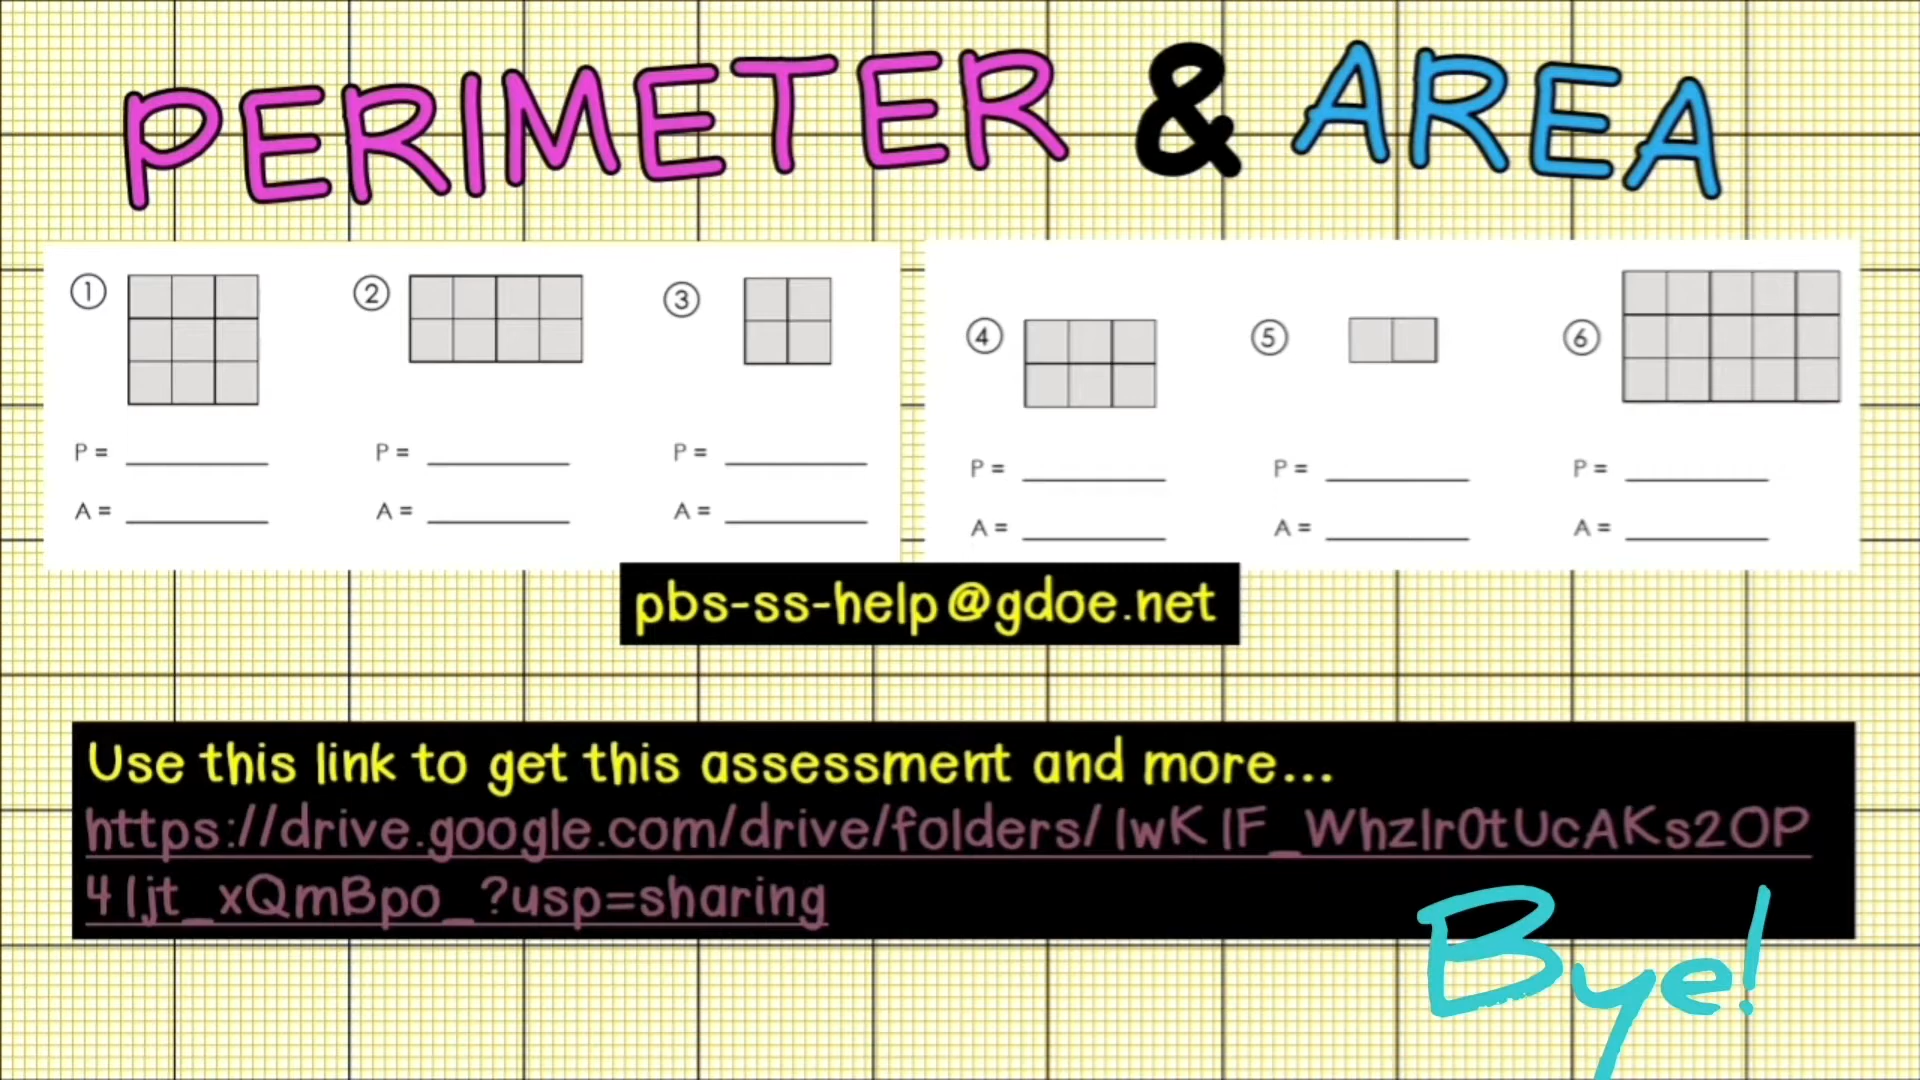 PERIMETER & AREA
① ② ③
P = P = P =
A = A = A =
④ ⑤ ⑥
P = P = P =
A = A = A =
pbs-ss-help@gdoe.net
Use this link to get this assessment and more...
https://drive.google.com/drive/folders/1wK1F_WhzIr0tUcAKs2OP
41jt_xQmBpo_?usp=sharing
Bye!